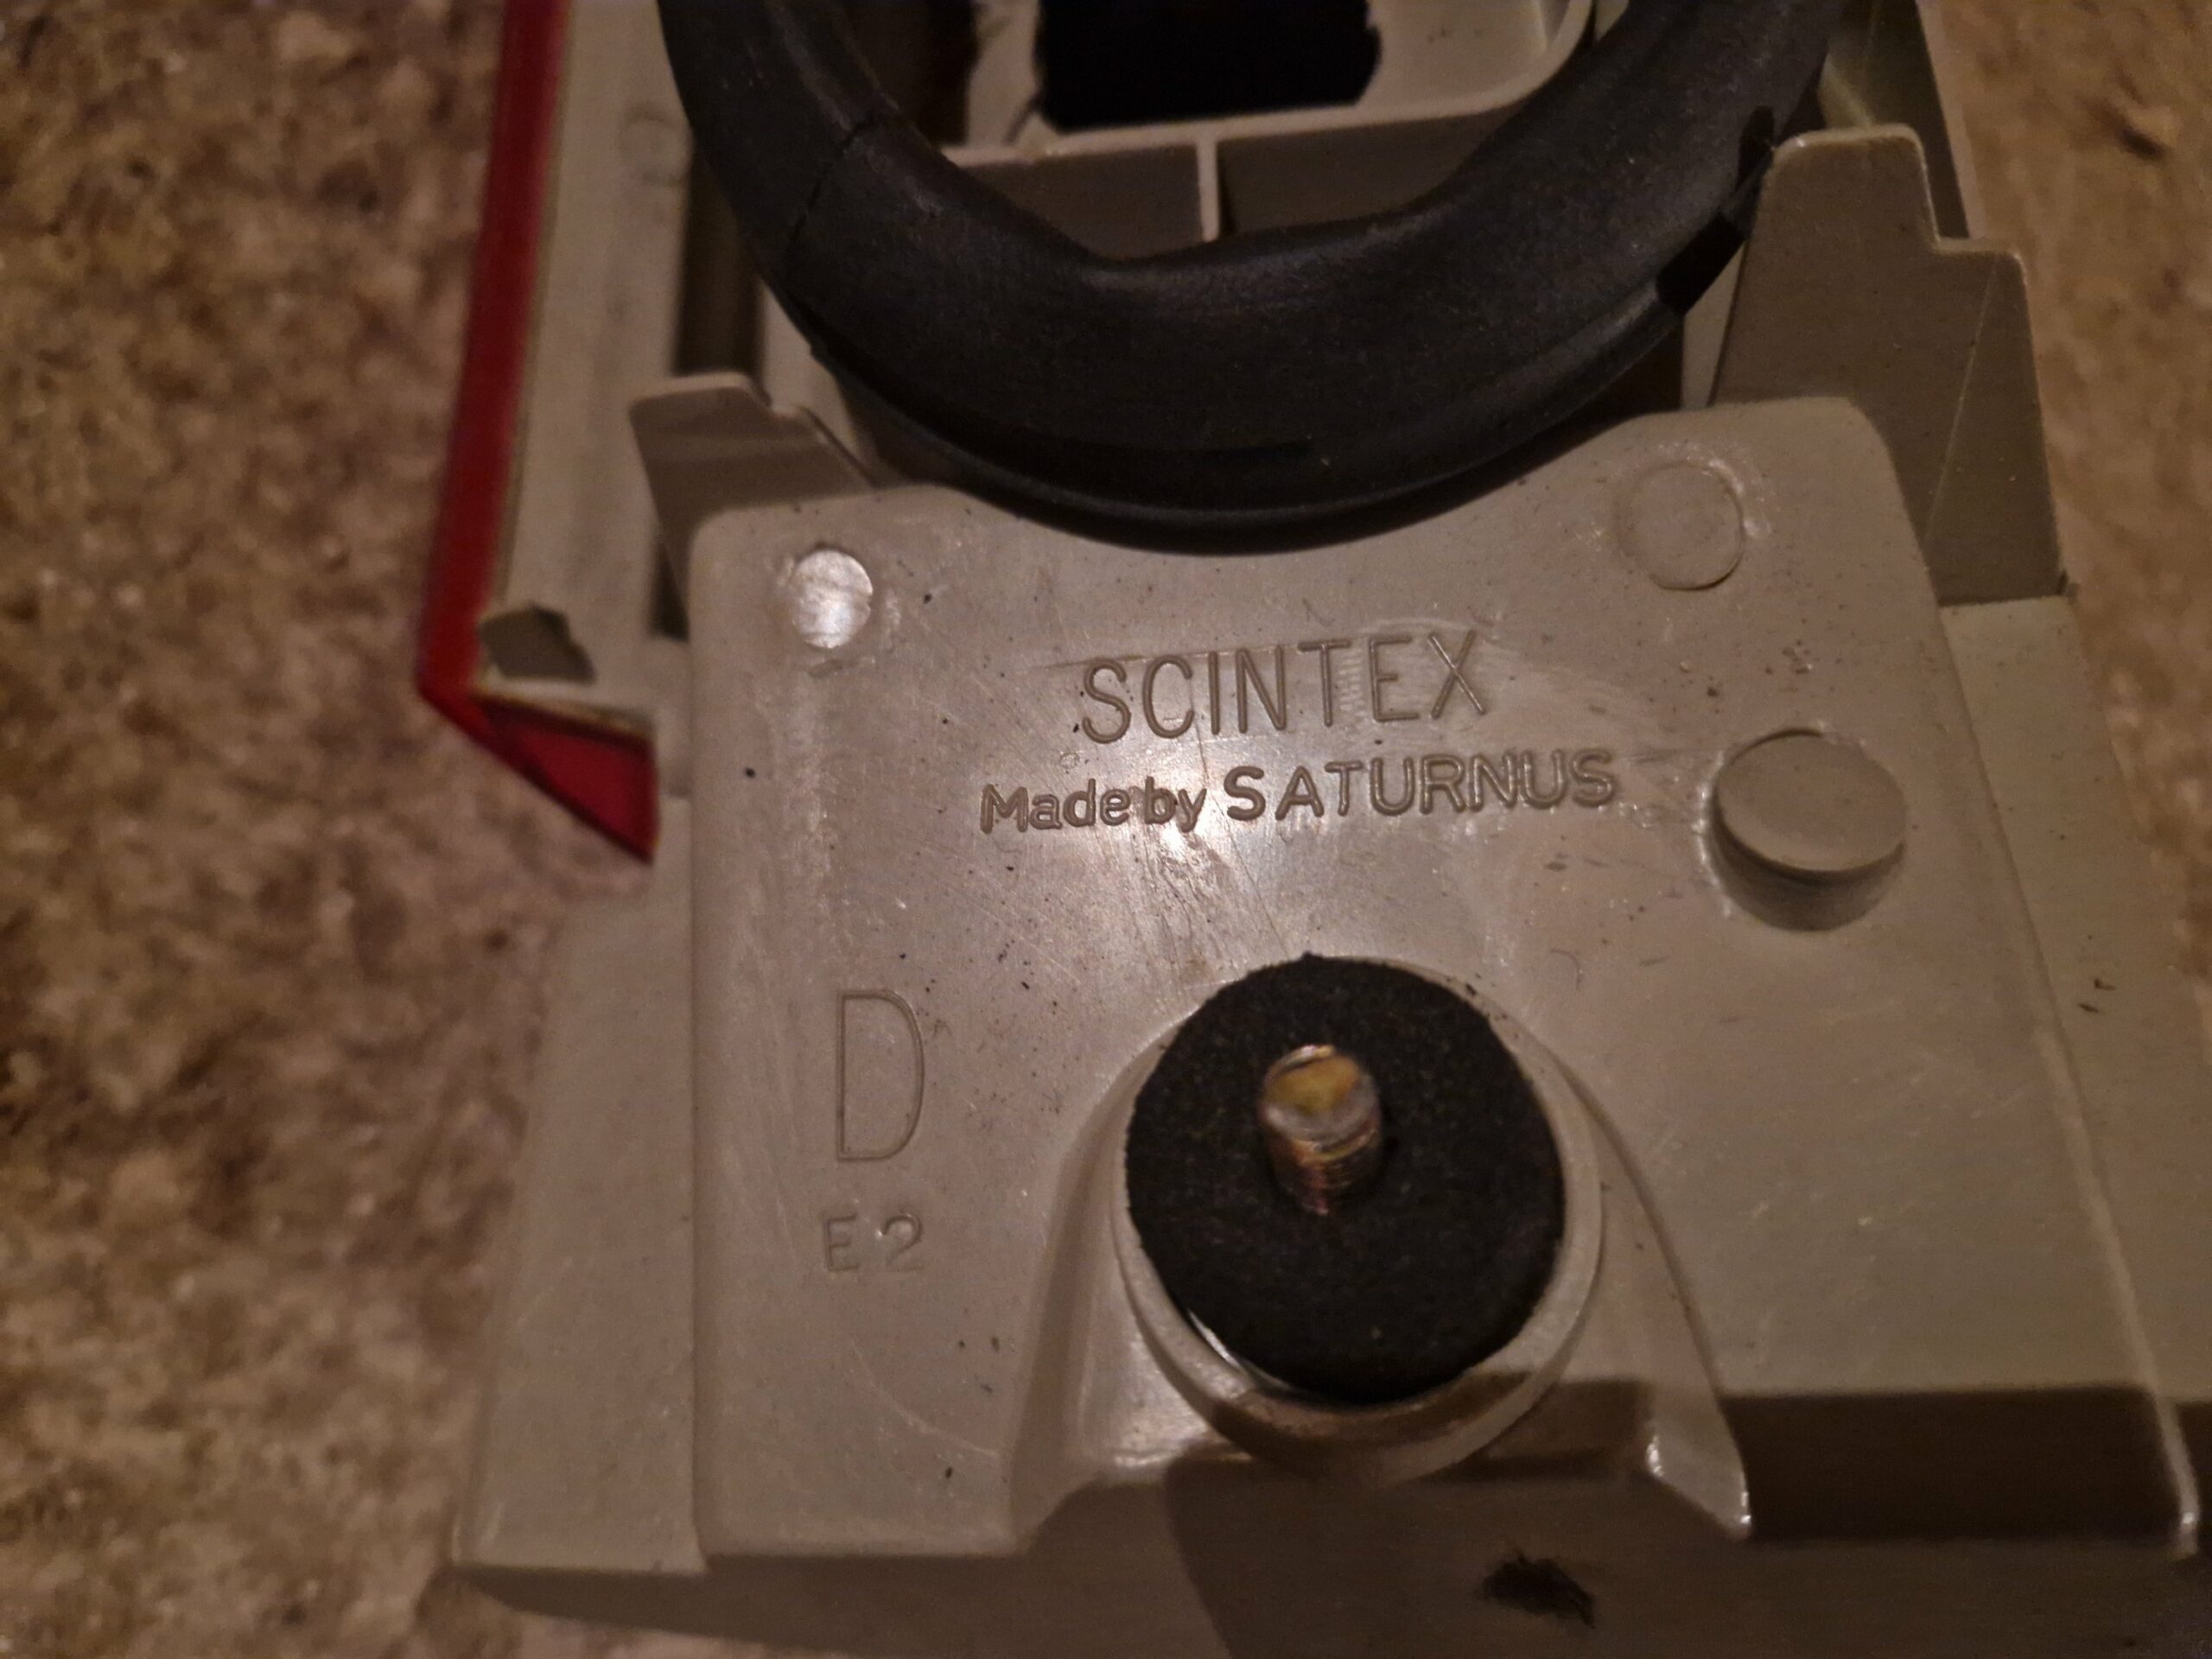 SCINTEX
Made by SATURNUS
D
E2